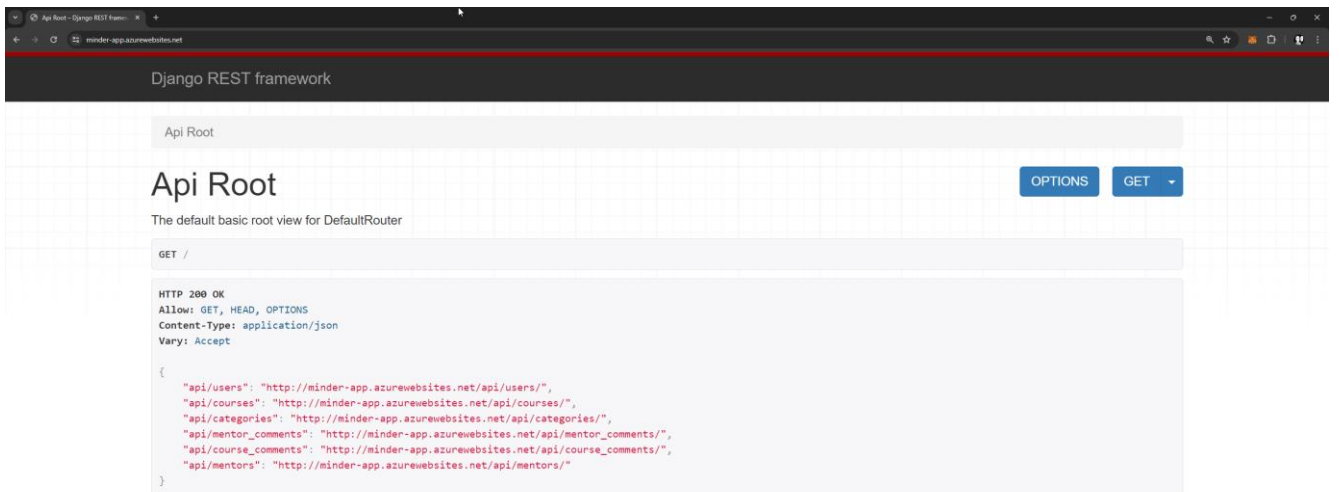 Api Root – Django REST framew
minder-app.azurewebsites.net
Django REST framework
Api Root
Api Root
OPTIONS
GET
The default basic root view for DefaultRouter
GET /
HTTP 200 OK
Allow: GET, HEAD, OPTIONS
Content-Type: application/json
Vary: Accept
{
"api/users": "http://minder-app.azurewebsites.net/api/users/",
"api/courses": "http://minder-app.azurewebsites.net/api/courses/",
"api/categories": "http://minder-app.azurewebsites.net/api/categories/",
"api/mentor_comments": "http://minder-app.azurewebsites.net/api/mentor_comments/",
"api/course_comments": "http://minder-app.azurewebsites.net/api/course_comments/",
"api/mentors": "http://minder-app.azurewebsites.net/api/mentors/"
}